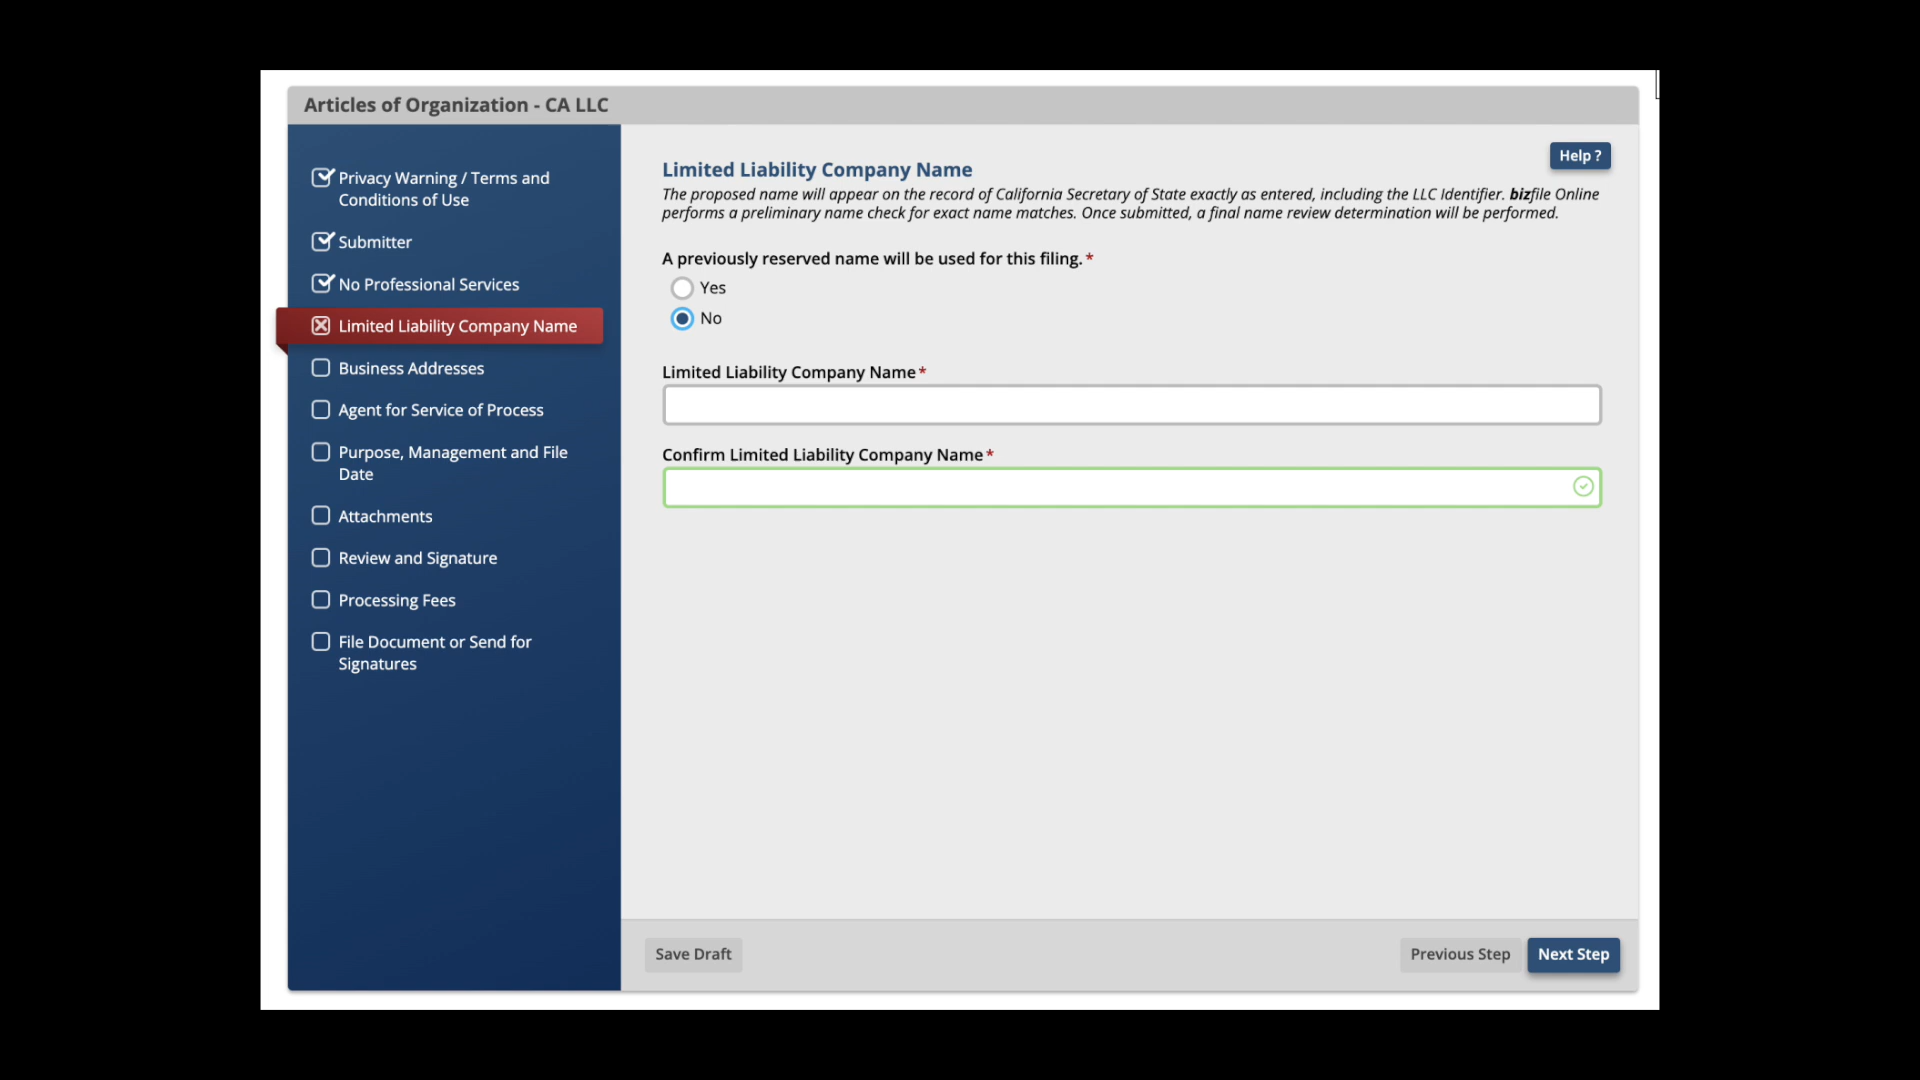 Articles of Organization - CA LLC
Privacy Warning / Terms and
Conditions of Use
Submitter
No Professional Services
Limited Liability Company Name
Business Addresses
Agent for Service of Process
Purpose, Management and File
Date
Attachments
Review and Signature
Processing Fees
File Document or Send for
Signatures
Help ?
Limited Liability Company Name
The proposed name will appear on the record of California Secretary of State exactly as entered, including the LLC Identifier. bizfile Online
performs a preliminary name check for exact name matches. Once submitted, a final name review determination will be performed.
A previously reserved name will be used for this filing.*
Yes
No
Limited Liability Company Name*
Confirm Limited Liability Company Name*
Save Draft
Previous Step
Next Step